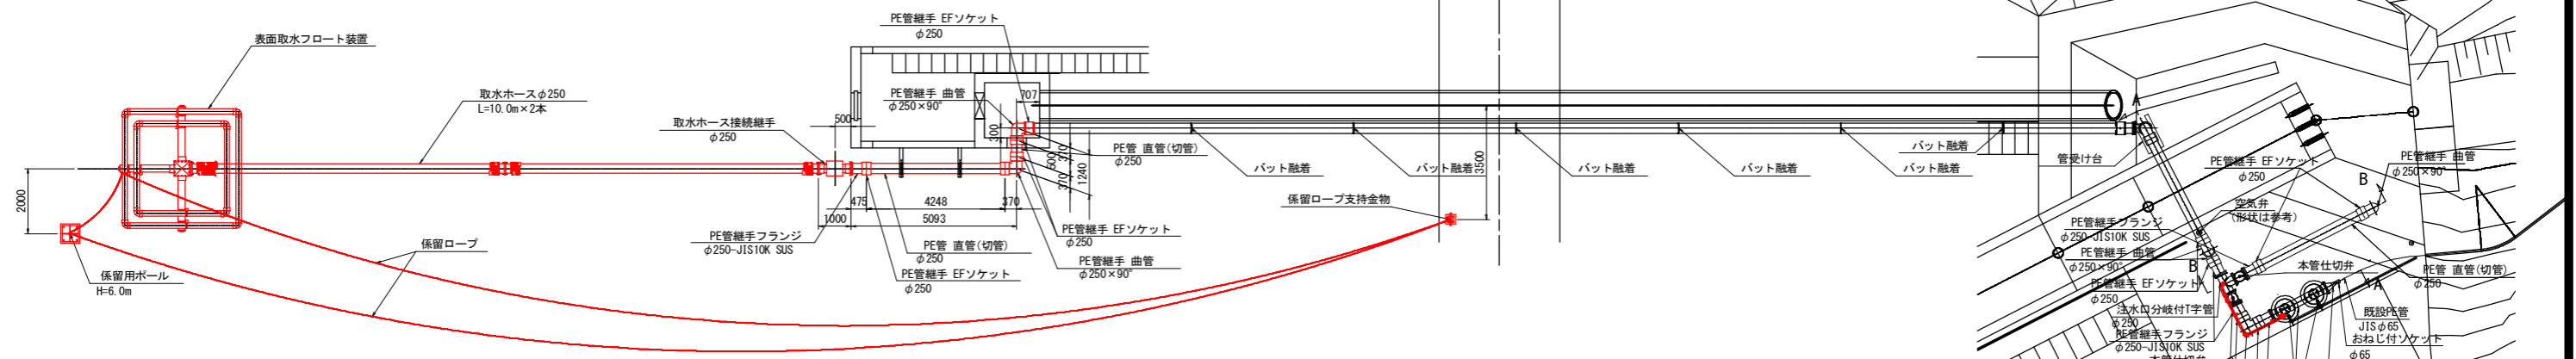 表面取水フロート装置
取水ホースφ250
L=10.0m×2本
取水ホース接続継手
φ250
PE管継手 EFソケット
φ250
PE管継手 曲管
φ250×90°
707
500
300
370
500
370
1240
3500
PE管 直管(切管)
φ250
475
4248
370
1000
5093
2000
係留用ポール
H=6.0m
係留ロープ
PE管継手フランジ
φ250-JIS10K SUS
PE管 直管(切管)
φ250
PE管継手 EFソケット
φ250
PE管継手 EFソケット
φ250
PE管継手 曲管
φ250×90°
係留ロープ支持金物
バット融着
バット融着
バット融着
バット融着
バット融着
バット融着
A
管受け台
PE管継手 EFソケット
φ250
PE管継手 曲管
φ250×90°
B
空気弁
(形状は参考)
PE管継手フランジ
φ250-JIS10K SUS
PE管継手 曲管
φ250×90°
B
本管仕切弁
PE管 直管(切管)
φ250
A
PE管継手 EFソケット
φ250
注水口分岐付T字管
φ250
PE管継手フランジ
φ250-JIS10K SUS
本管仕切弁
既設PE管
JISφ65
おねじ付ソケット
φ65